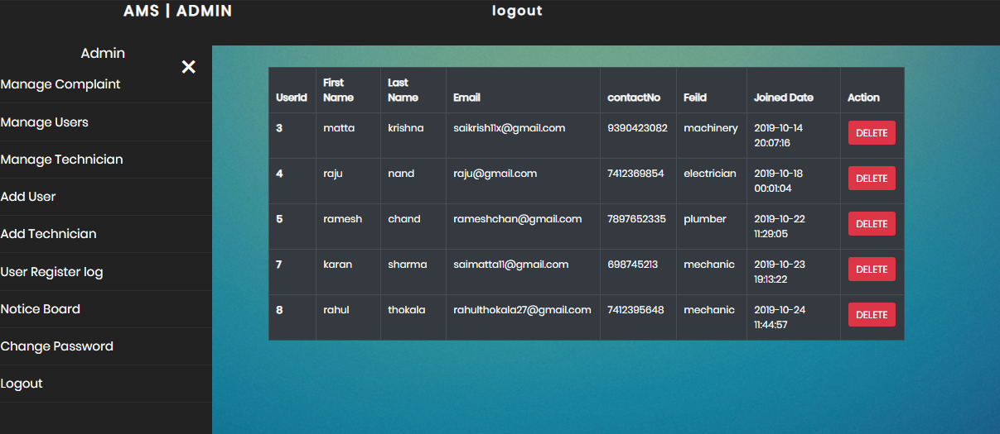 AMS | ADMIN
logout
Admin
×
Manage Complaint
Manage Users
Manage Technician
Add User
Add Technician
User Register log
Notice Board
Change Password
Logout
UserId First Name Last Name Email contactNo Feild Joined Date Action
3 matta krishna saikrish11x@gmail.com 9390423082 machinery 2019-10-14 20:07:16 DELETE
4 raju nand raju@gmail.com 7412369854 electrician 2019-10-18 00:01:04 DELETE
5 ramesh chand rameshchan@gmail.com 7897652335 plumber 2019-10-22 11:29:05 DELETE
7 karan sharma saimatta11@gmail.com 698745213 mechanic 2019-10-23 19:13:22 DELETE
8 rahul thokala rahulthokala27@gmail.com 7412395648 mechanic 2019-10-24 11:44:57 DELETE